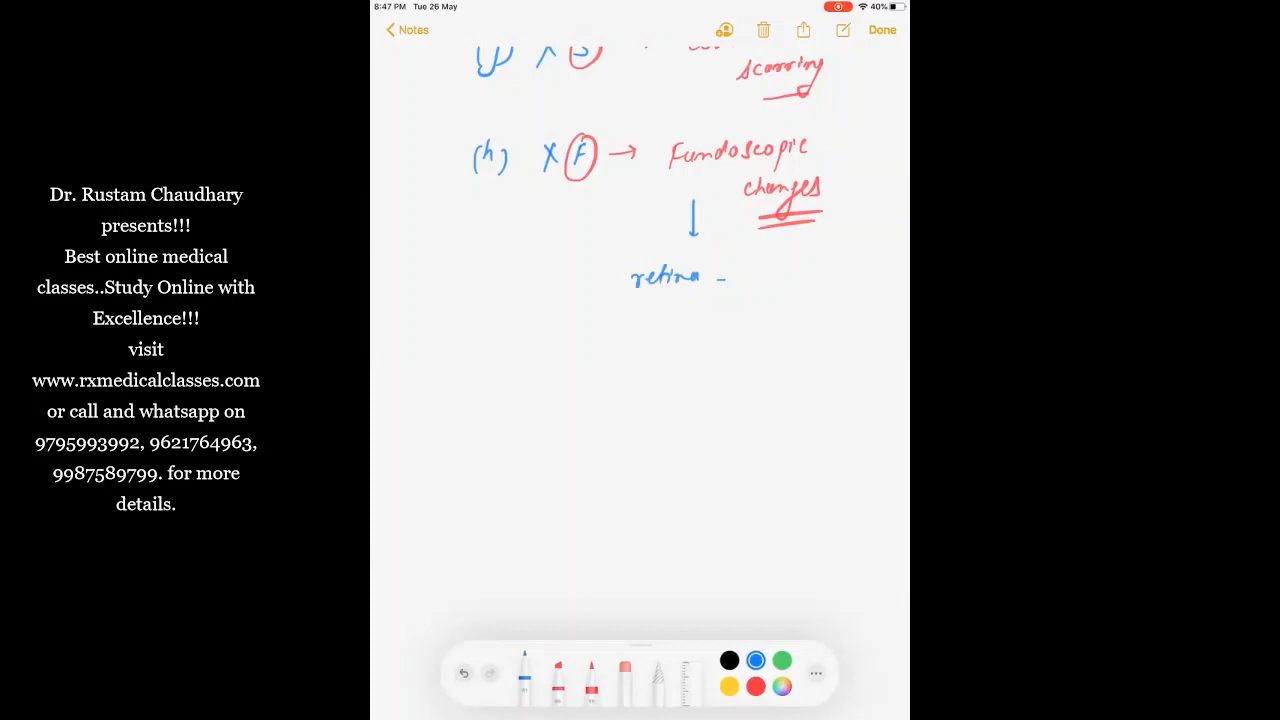 8:47 PM Tue 26 May
40%
Notes
Done
scarring
(h) XF → Fundoscopic
changes
retina -
Dr. Rustam Chaudhary
presents!!!
Best online medical
classes..Study Online with
Excellence!!!
visit
www.rxmedicalclasses.com
or call and whatsapp on
9795993992, 9621764963,
9987589799. for more
details.